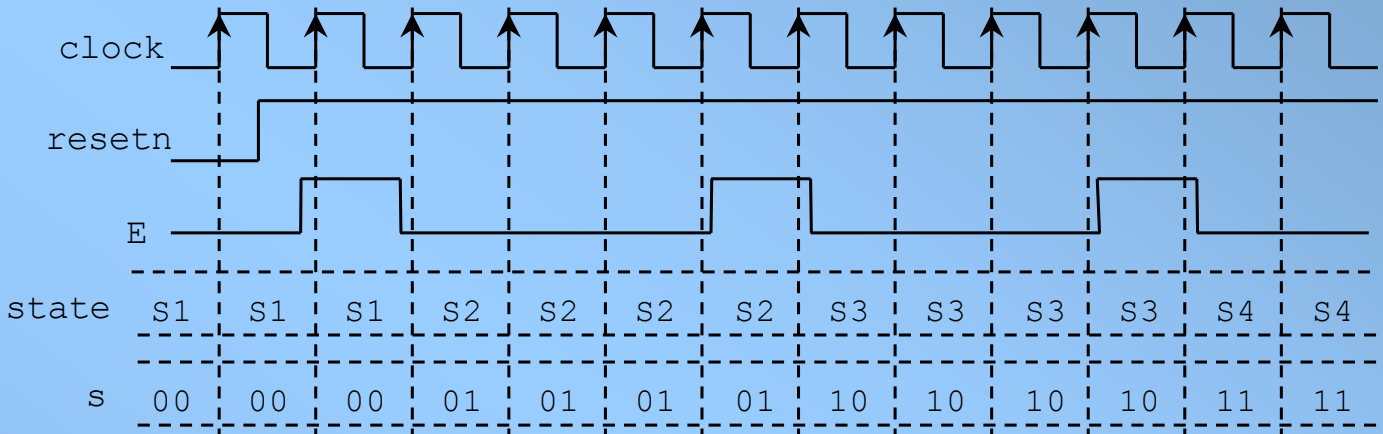 clock
resetn
E
state S1 S1 S1 S2 S2 S2 S2 S3 S3 S3 S3 S4 S4
s 00 00 00 01 01 01 01 10 10 10 10 11 11